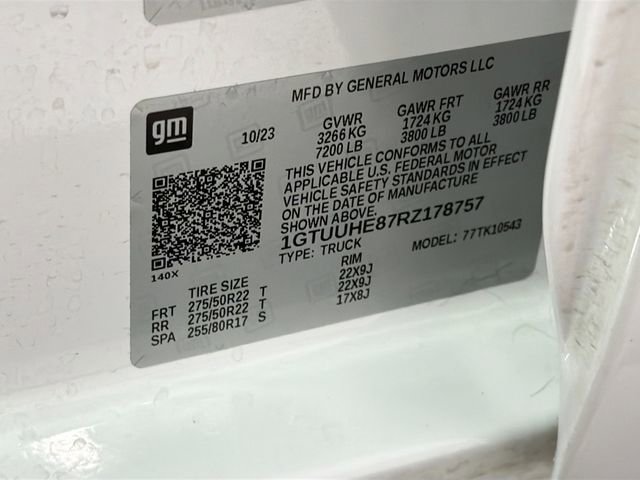 MFD BY GENERAL MOTORS LLC
gm
10/23
GVWR GAWR FRT GAWR RR
3266 KG 1724 KG 1724 KG
7200 LB 3800 LB 3800 LB
THIS VEHICLE CONFORMS TO ALL
APPLICABLE U.S. FEDERAL MOTOR
VEHICLE SAFETY STANDARDS IN EFFECT
ON THE DATE OF MANUFACTURE
SHOWN ABOVE.
1GTUUHE87RZ178757
TYPE: TRUCK MODEL: 77TK10543
140X
TIRE SIZE RIM
FRT 275/50R22 T 22X9J
RR 275/50R22 T 22X9J
SPA 255/80R17 S 17X8J